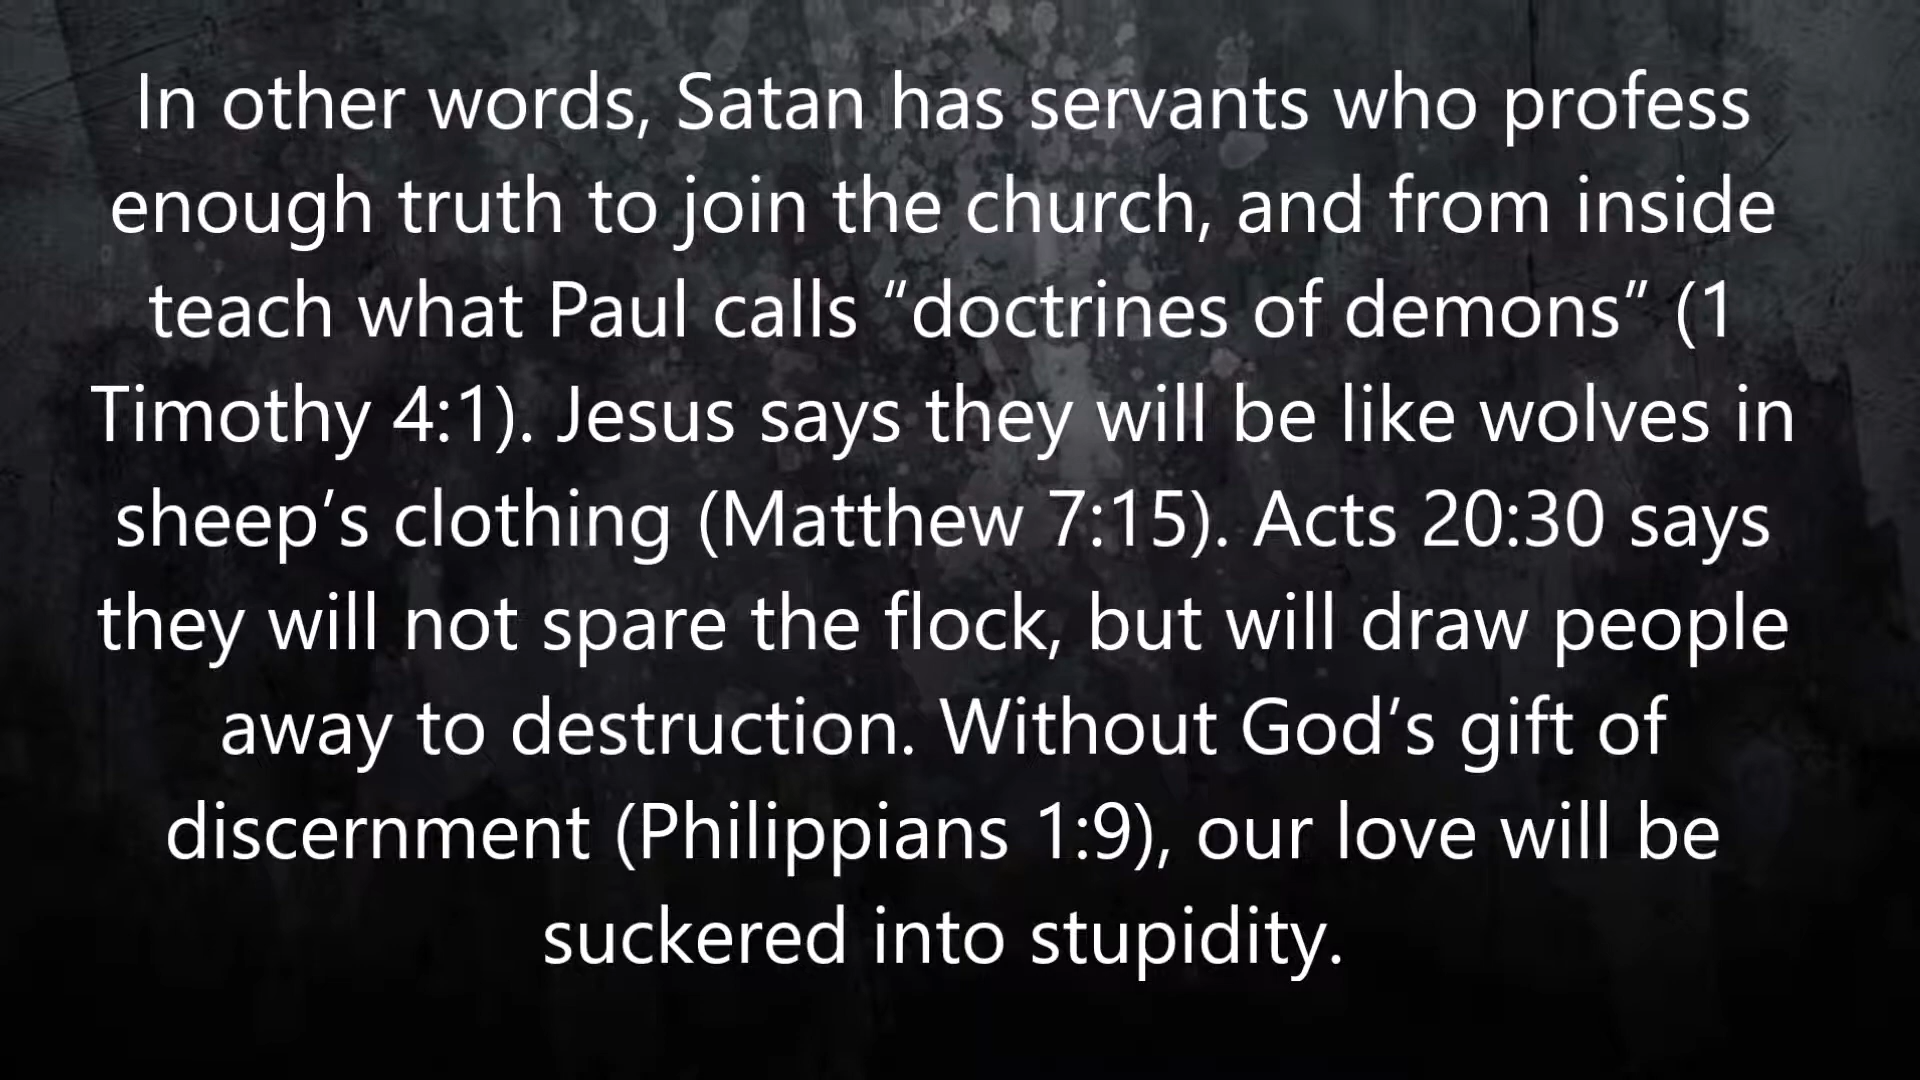 In other words, Satan has servants who profess
enough truth to join the church, and from inside
teach what Paul calls “doctrines of demons” (1
Timothy 4:1). Jesus says they will be like wolves in
sheep’s clothing (Matthew 7:15). Acts 20:30 says
they will not spare the flock, but will draw people
away to destruction. Without God’s gift of
discernment (Philippians 1:9), our love will be
suckered into stupidity.